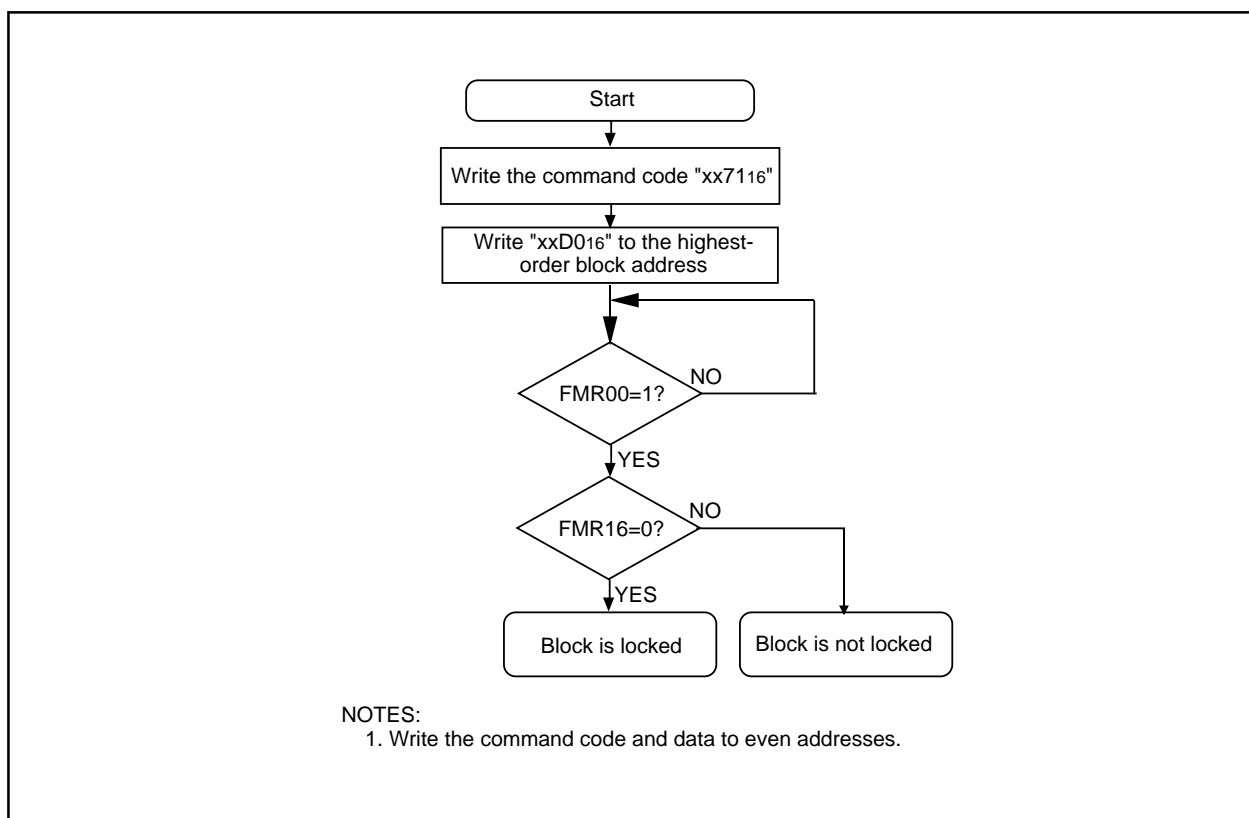 Start
Write the command code "xx7116"
Write "xxD016" to the highest-
order block address
FMR00=1?
NO
YES
FMR16=0?
NO
YES
Block is locked
Block is not locked
NOTES:
1. Write the command code and data to even addresses.